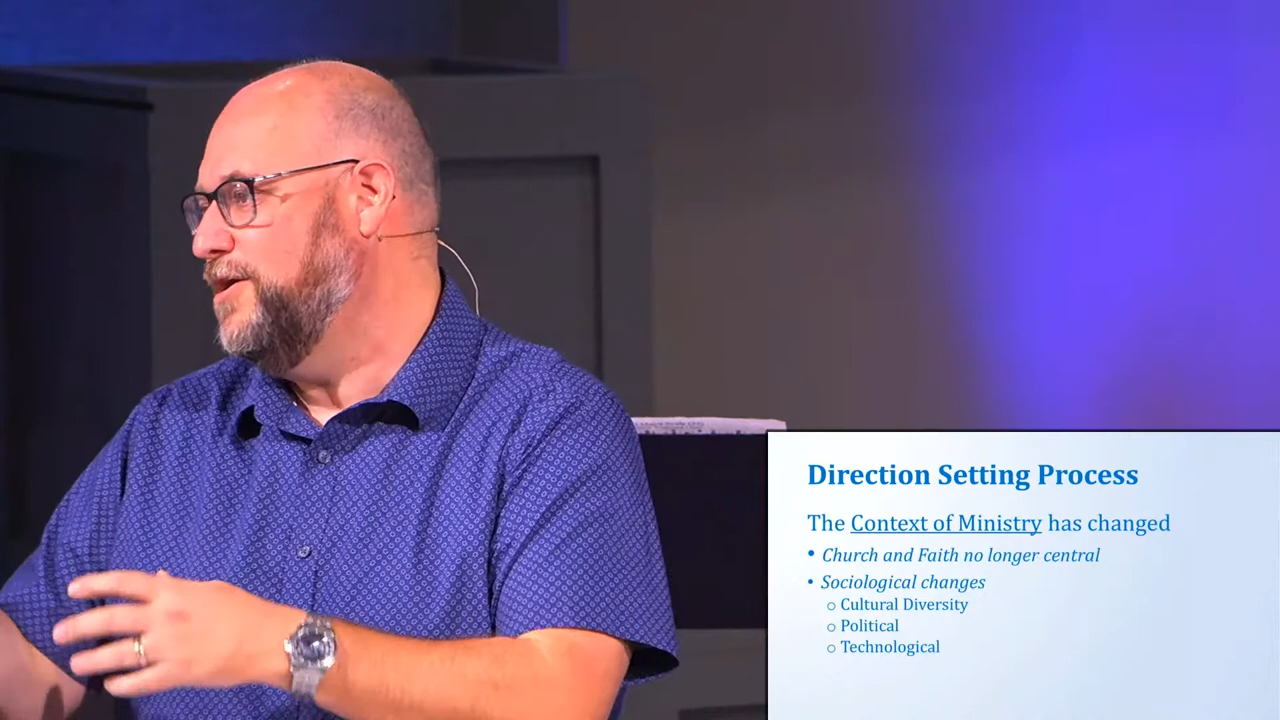 Direction Setting Process
The Context of Ministry has changed
• Church and Faith no longer central
• Sociological changes
o Cultural Diversity
o Political
o Technological